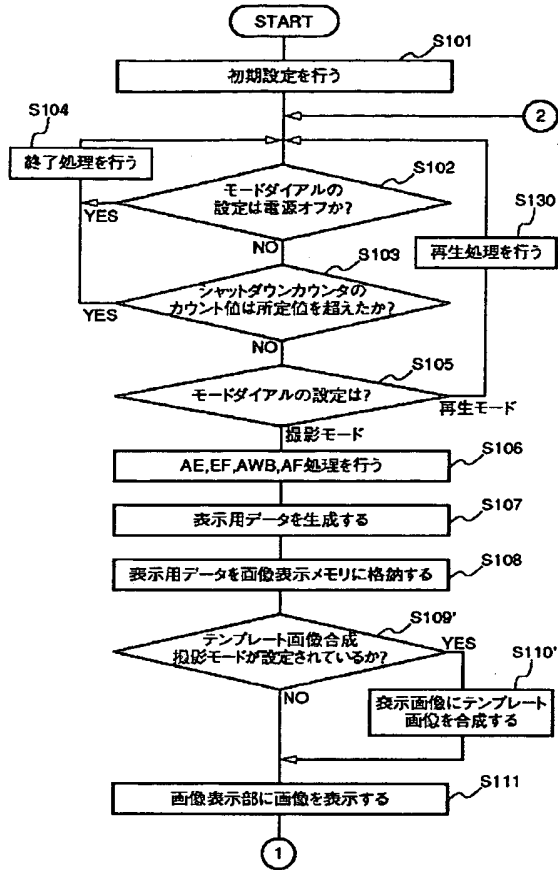 START
S101
初期設定を行う
2
S104
終了処理を行う
S102
モードダイアルの
設定は電源オフか?
YES
NO
S130
再生処理を行う
S103
シャットダウンカウンタの
カウント値は所定値を超えたか?
YES
NO
S105
モードダイアルの設定は?
再生モード
撮影モード
S106
AE,EF,AWB,AF処理を行う
S107
表示用データを生成する
S108
表示用データを画像表示メモリに格納する
S109'
テンプレート画像合成
撮影モードが設定されているか?
YES
NO
S110'
表示画像にテンプレート
画像を合成する
S111
画像表示部に画像を表示する
1